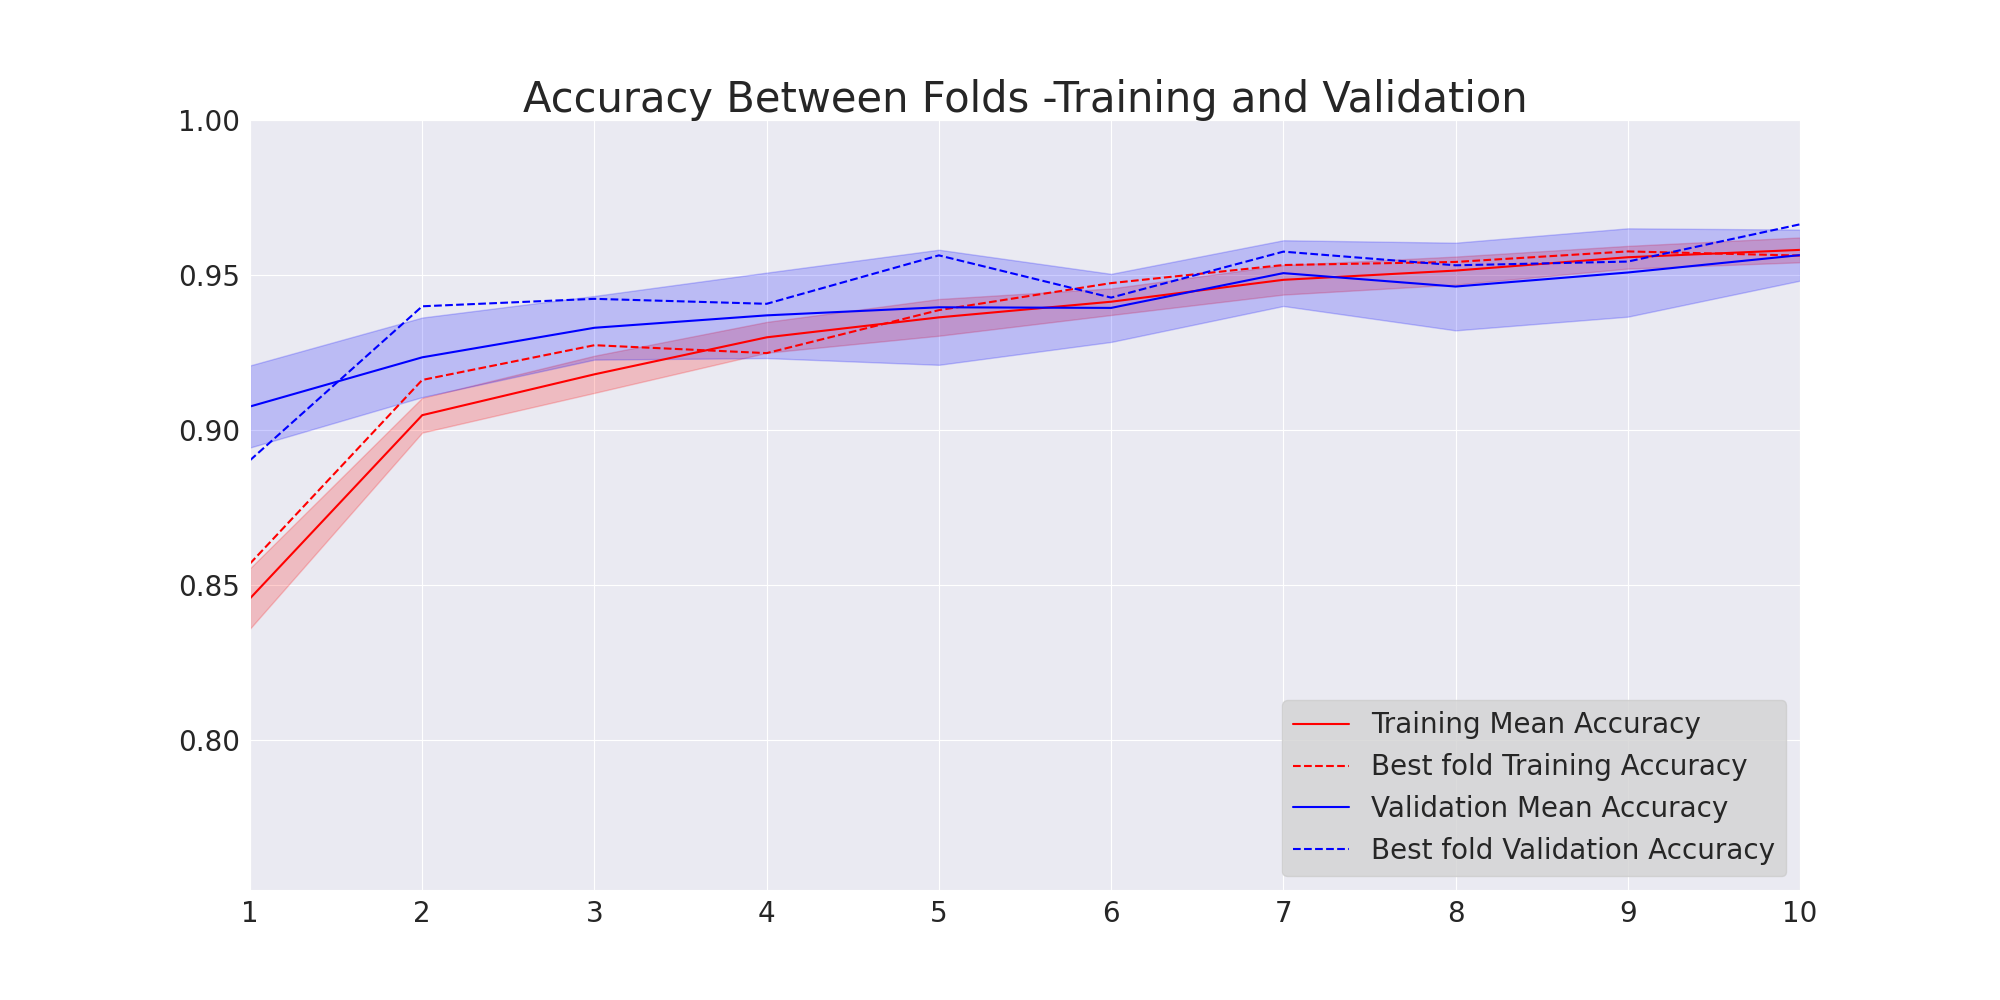 Accuracy Between Folds -Training and Validation
1.00
0.95
0.90
0.85
0.80
Training Mean Accuracy
Best fold Training Accuracy
Validation Mean Accuracy
Best fold Validation Accuracy
1 2 3 4 5 6 7 8 9 10